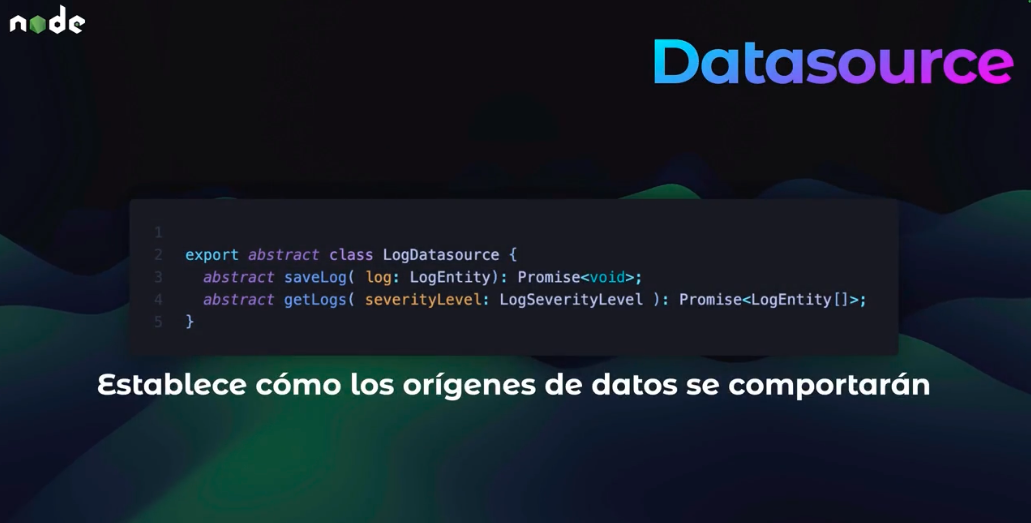 node
Datasource
1
2 export abstract class LogDatasource {
3 abstract saveLog( log: LogEntity): Promise<void>;
4 abstract getLogs( severityLevel: LogSeverityLevel ): Promise<LogEntity[]>;
5 }
Establece cómo los orígenes de datos se comportarán